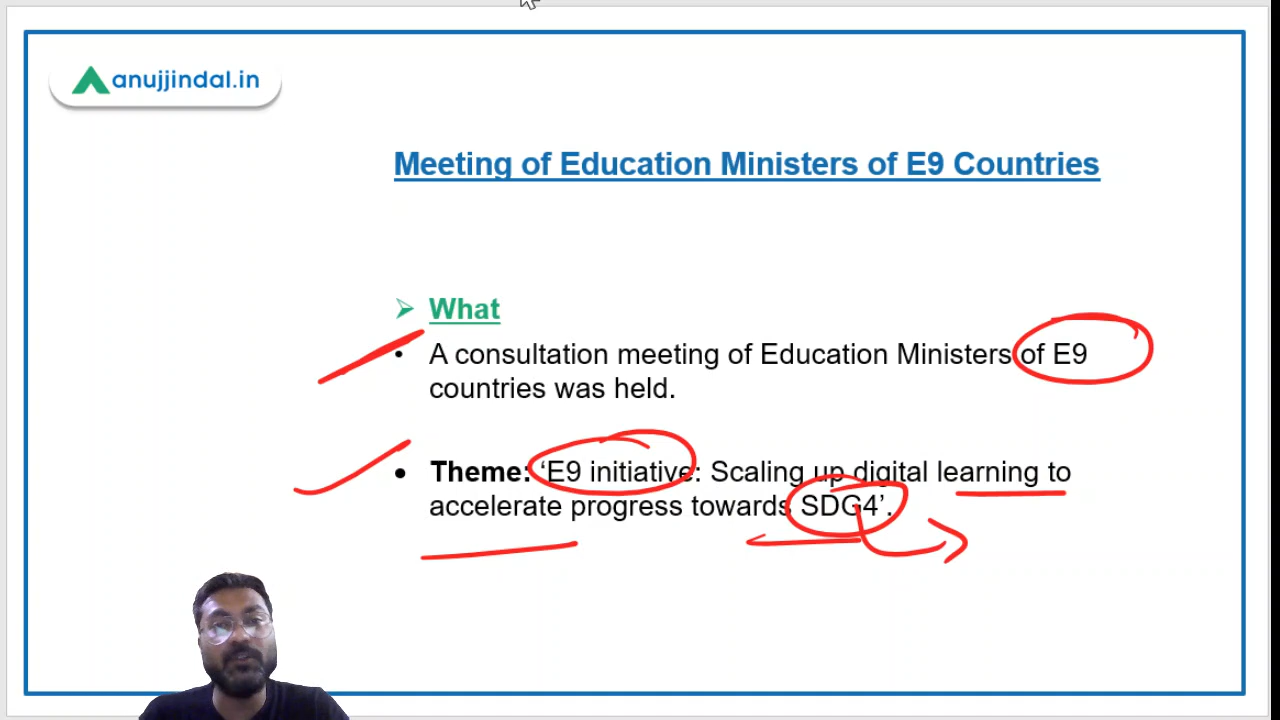 anujjindal.in
Meeting of Education Ministers of E9 Countries
What
A consultation meeting of Education Ministers of E9
countries was held.
Theme: ‘E9 initiative: Scaling up digital learning to
accelerate progress towards SDG4’.